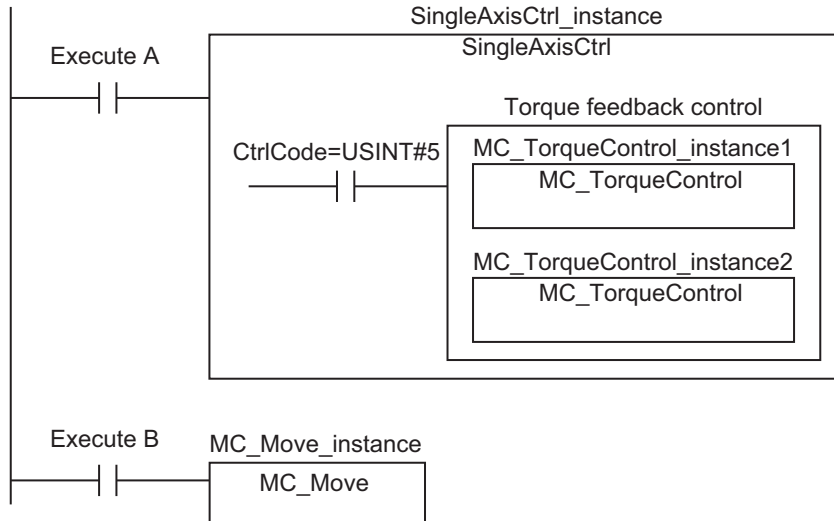 SingleAxisCtrl_instance
Execute A
SingleAxisCtrl
Torque feedback control
CtrlCode=USINT#5
MC_TorqueControl_instance1
MC_TorqueControl
MC_TorqueControl_instance2
MC_TorqueControl
Execute B
MC_Move_instance
MC_Move